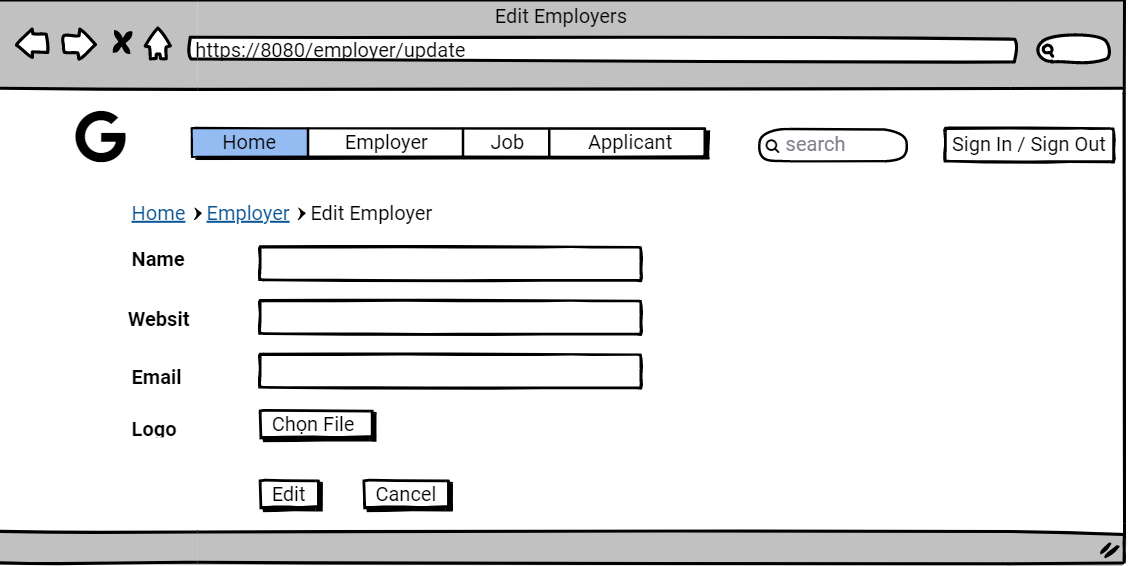 Edit Employers
https://8080/employer/update
G
Home Employer Job Applicant search Sign In / Sign Out
Home Employer Edit Employer
Name
Websit
Email
Logo Chọn File
Edit Cancel